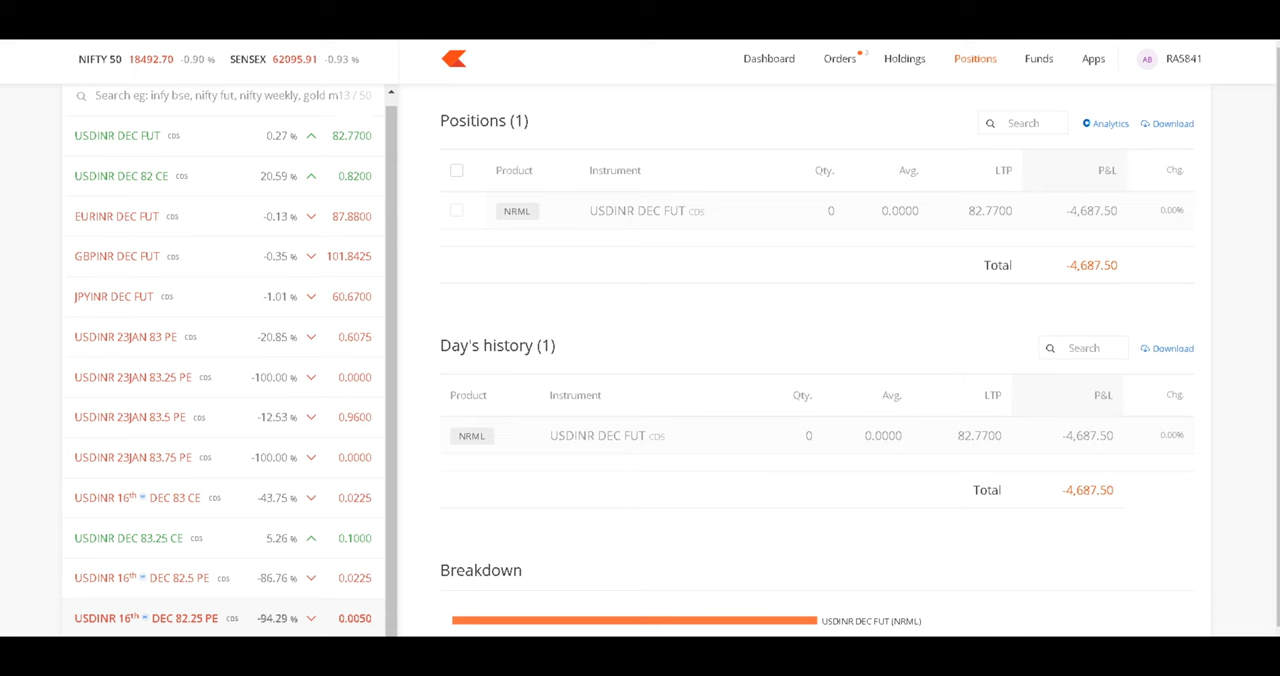 NIFTY 50 18492.70 -0.90 % SENSEX 62095.91 -0.93 %
Dashboard Orders 3 Holdings Positions Funds Apps AB RA5841
Search eg: infy bse, nifty fut, nifty weekly, gold m 13 / 50
USDINR DEC FUT CDS 0.27 % 82.7700
USDINR DEC 82 CE CDS 20.59 % 0.8200
EURINR DEC FUT CDS -0.13 % 87.8800
GBPINR DEC FUT CDS -0.35 % 101.8425
JPYINR DEC FUT CDS -1.01 % 60.6700
USDINR 23JAN 83 PE CDS -20.85 % 0.6075
USDINR 23JAN 83.25 PE CDS -100.00 % 0.0000
USDINR 23JAN 83.5 PE CDS -12.53 % 0.9600
USDINR 23JAN 83.75 PE CDS -100.00 % 0.0000
USDINR 16th w DEC 83 CE CDS -43.75 % 0.0225
USDINR DEC 83.25 CE CDS 5.26 % 0.1000
USDINR 16th w DEC 82.5 PE CDS -86.76 % 0.0225
USDINR 16th w DEC 82.25 PE CDS -94.29 % 0.0050
Positions (1)
Search Analytics Download
Product Instrument Qty. Avg. LTP P&L Chg.
NRML USDINR DEC FUT CDS 0 0.0000 82.7700 -4,687.50 0.00%
Total -4,687.50
Day's history (1)
Search Download
Product Instrument Qty. Avg. LTP P&L Chg.
NRML USDINR DEC FUT CDS 0 0.0000 82.7700 -4,687.50 0.00%
Total -4,687.50
Breakdown
USDINR DEC FUT (NRML)